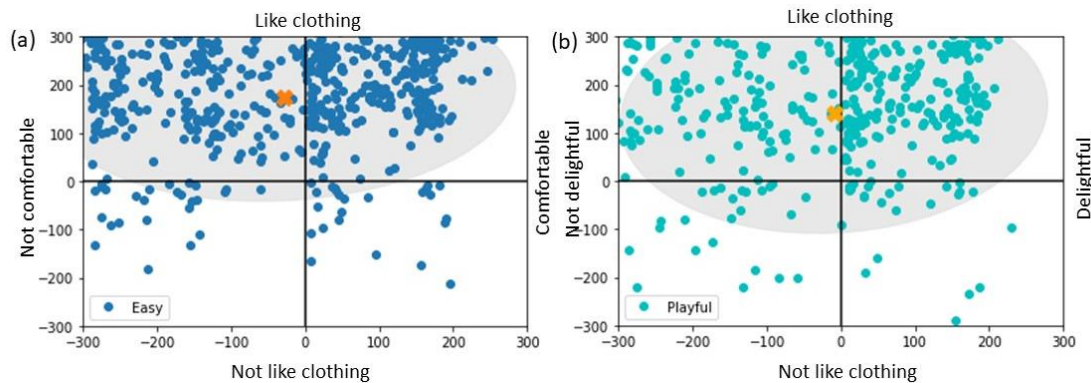 (a)
Like clothing
300
200
100
0
−100
−200
−300
Not comfortable
Comfortable
Easy
−300 −200 −100 0 100 200 300
Not like clothing
(b)
Like clothing
300
200
100
0
−100
−200
−300
Not delightful
Delightful
Playful
−300 −200 −100 0 100 200 300
Not like clothing